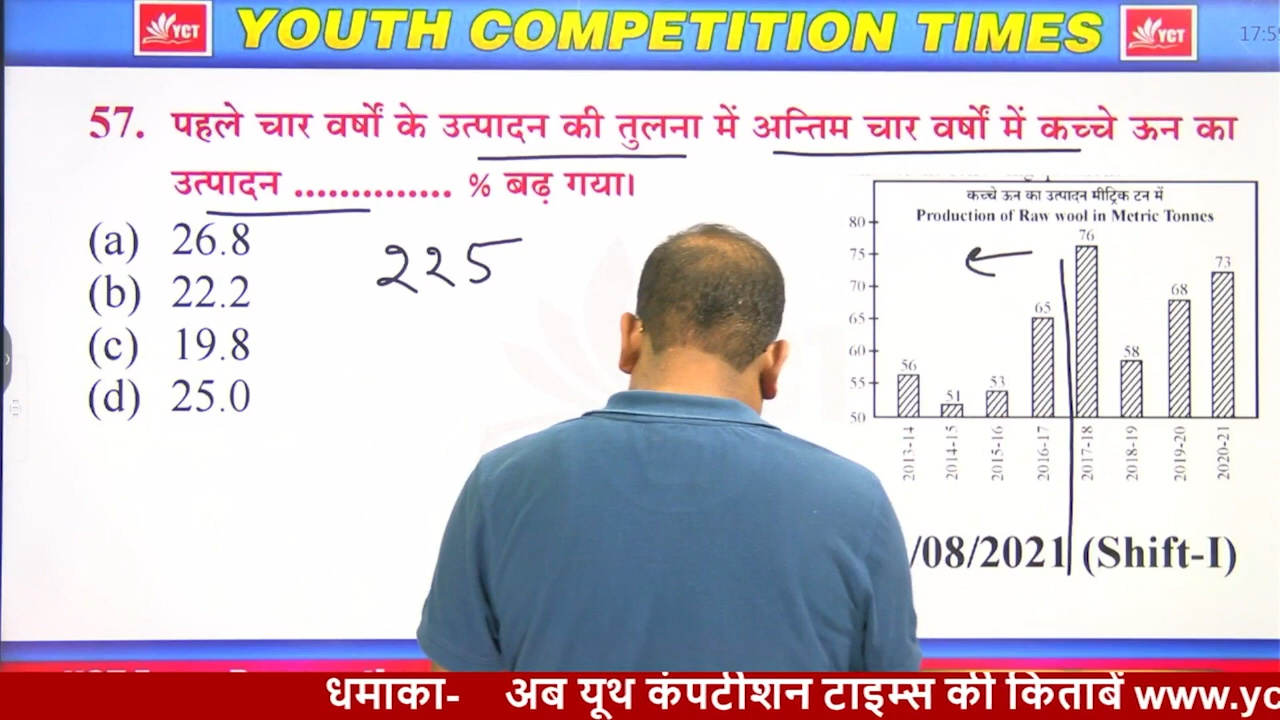 YCT YOUTH COMPETITION TIMES YCT
57. पहले चार वर्षों के उत्पादन की तुलना में अन्तिम चार वर्षों में कच्चे ऊन का
उत्पादन .............. % बढ़ गया।
(a) 26.8
(b) 22.2
(c) 19.8
(d) 25.0
225
कच्चे ऊन का उत्पादन मीट्रिक टन में
Production of Raw wool in Metric Tonnes
80
75
70
65
60
55
50
56
51
53
65
76
58
68
73
2013-14
2014-15
2015-16
2016-17
2017-18
2018-19
2019-20
2020-21
/08/2021 (Shift-I)
धमाका- अब यूथ कंपटीशन टाइम्स की किताबें www.yc